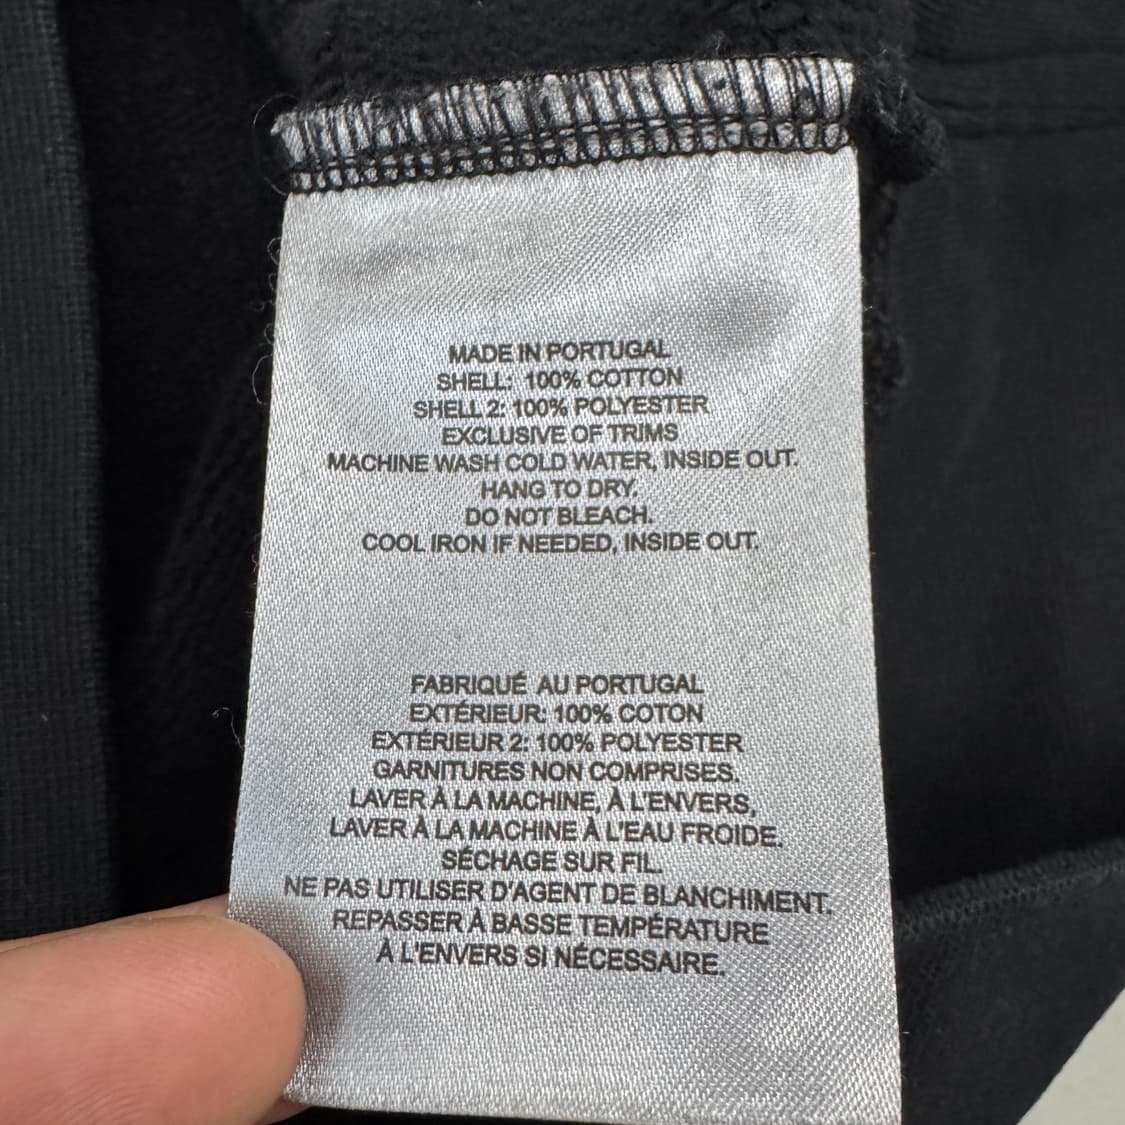 MADE IN PORTUGAL
SHELL: 100% COTTON
SHELL 2: 100% POLYESTER
EXCLUSIVE OF TRIMS
MACHINE WASH COLD WATER, INSIDE OUT.
HANG TO DRY.
DO NOT BLEACH.
COOL IRON IF NEEDED, INSIDE OUT.
FABRIQUÉ AU PORTUGAL
EXTÉRIEUR: 100% COTON
EXTÉRIEUR 2: 100% POLYESTER
GARNITURES NON COMPRISES.
LAVER À LA MACHINE, À L'ENVERS,
LAVER À LA MACHINE À L'EAU FROIDE.
SÉCHAGE SUR FIL.
NE PAS UTILISER D'AGENT DE BLANCHIMENT.
REPASSER À BASSE TEMPÉRATURE
À L'ENVERS SI NÉCESSAIRE.